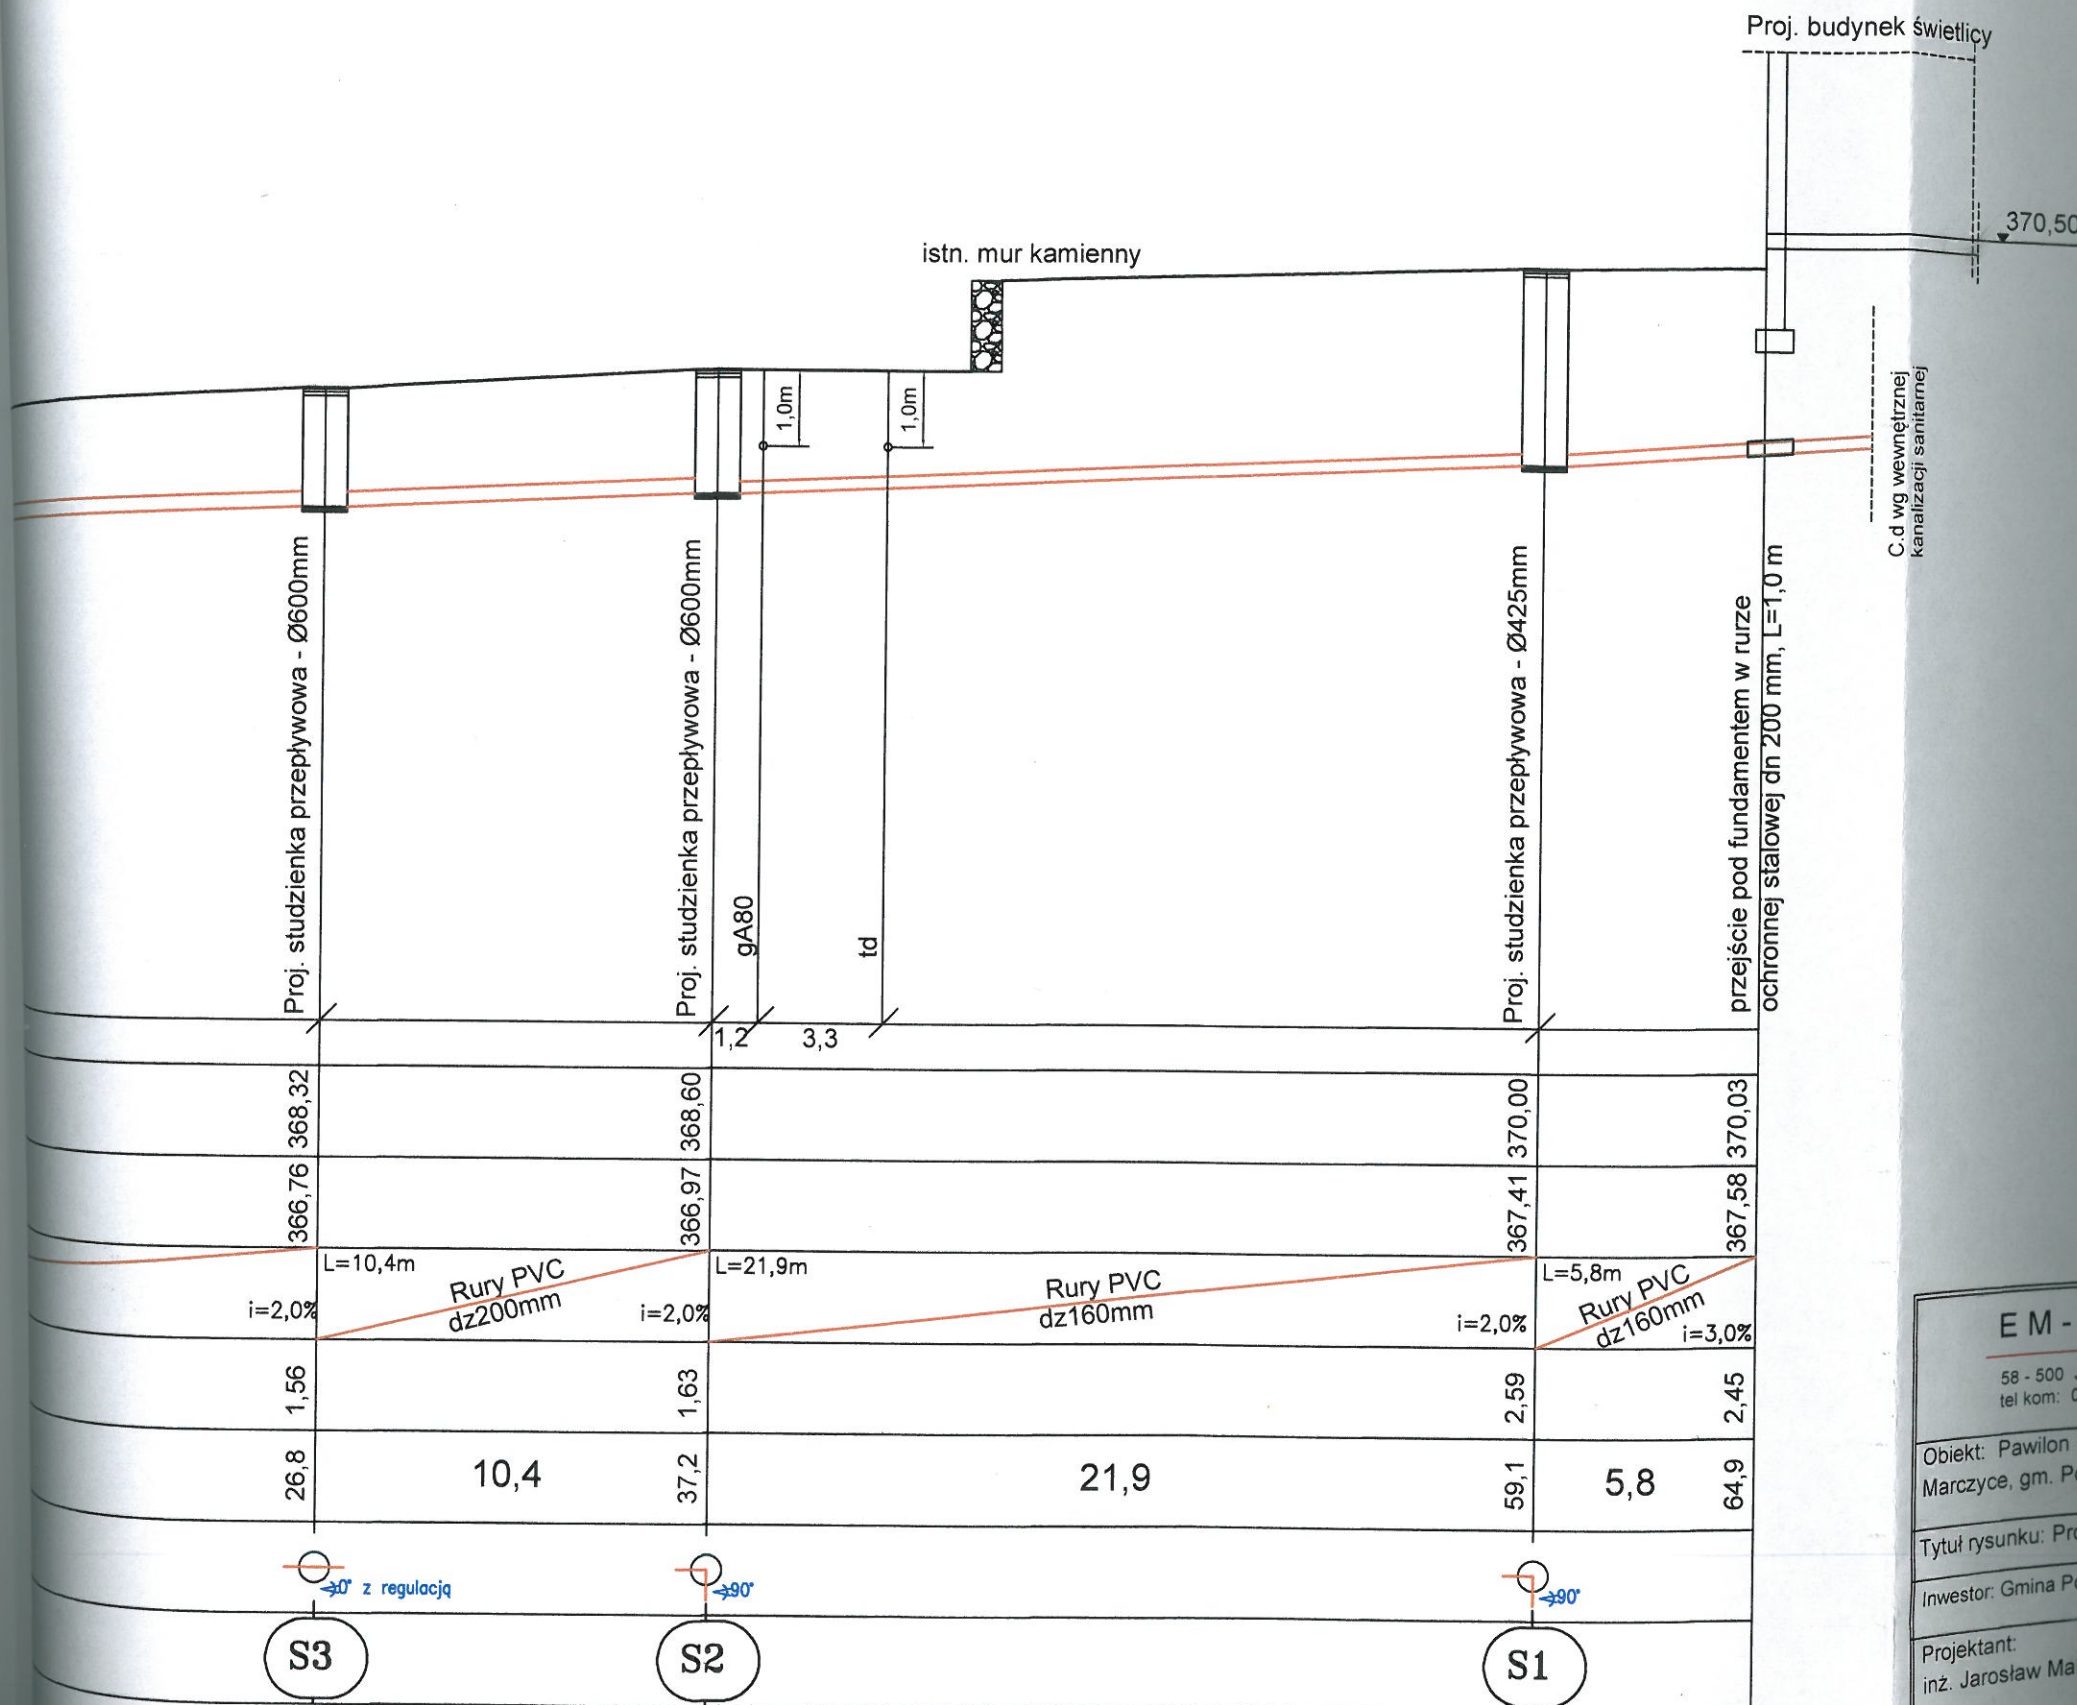 Proj. budynek świetlicy
370,50
istn. mur kamienny
1,0m
1,0m
C.d wg wewnętrznej
kanalizacji sanitarnej
Proj. studzienka przepływowa - Ø600mm
Proj. studzienka przepływowa - Ø600mm
gA80
td
Proj. studzienka przepływowa - Ø425mm
przejście pod fundamentem w rurze
ochronnej stalowej dn 200 mm, L=1,0 m
1,2
3,3
368,32
368,60
370,00
370,03
366,76
366,97
367,41
367,58
L=10,4m
Rury PVC
dz200mm
i=2,0%
L=21,9m
Rury PVC
dz160mm
i=2,0%
L=5,8m
Rury PVC
dz160mm
i=2,0%
i=3,0%
1,56
1,63
2,59
2,45
26,8
10,4
37,2
21,9
59,1
5,8
64,9
0° z regulacją
90°
90°
S3
S2
S1
EM-
58 - 500
tel kom:
Obiekt: Pawilon
Marczyce, gm.
Tytuł rysunku:
Inwestor: Gmina
Projektant:
inż. Jarosław